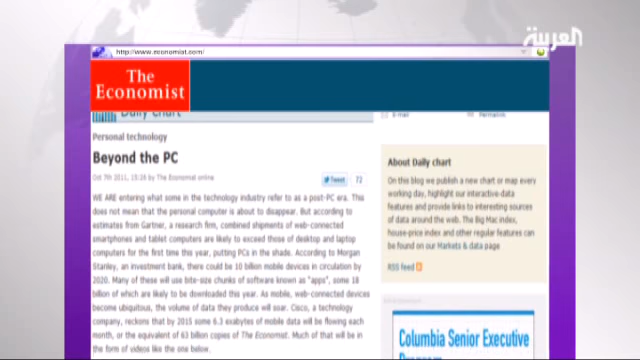 العربية
http://www.economist.com/
The
Economist
Daily Chart
E-mail
Permalink
Personal technology
Beyond the PC
Oct 7th 2011, 15:26 by The Economist online
Tweet
72
WE ARE entering what some in the technology industry refer to as a post-PC era. This
does not mean that the personal computer is about to disappear. But according to
estimates from Gartner, a research firm, combined shipments of web-connected
smartphones and tablet computers are likely to exceed those of desktop and laptop
computers for the first time this year, putting PCs in the shade. According to Morgan
Stanley, an investment bank, there could be 10 billion mobile devices in circulation by
2020. Many of these will use bite-size chunks of software known as "apps", some 18
billion of which are likely to be downloaded this year. As mobile, web-connected devices
become ubiquitous, the volume of data they produce will soar. Cisco, a technology
company, reckons that by 2015 some 6.3 exabytes of mobile data will be flowing each
month, or the equivalent of 63 billion copies of The Economist. Much of that will be in
the form of videos like the one below.
About Daily chart
On this blog we publish a new chart or map every
working day, highlight our interactive-data
features and provide links to interesting sources
of data around the web. The Big Mac index,
house-price index and other regular features can
be found on our Markets & data page
RSS feed
Advertisement
Columbia Senior Executive
Program